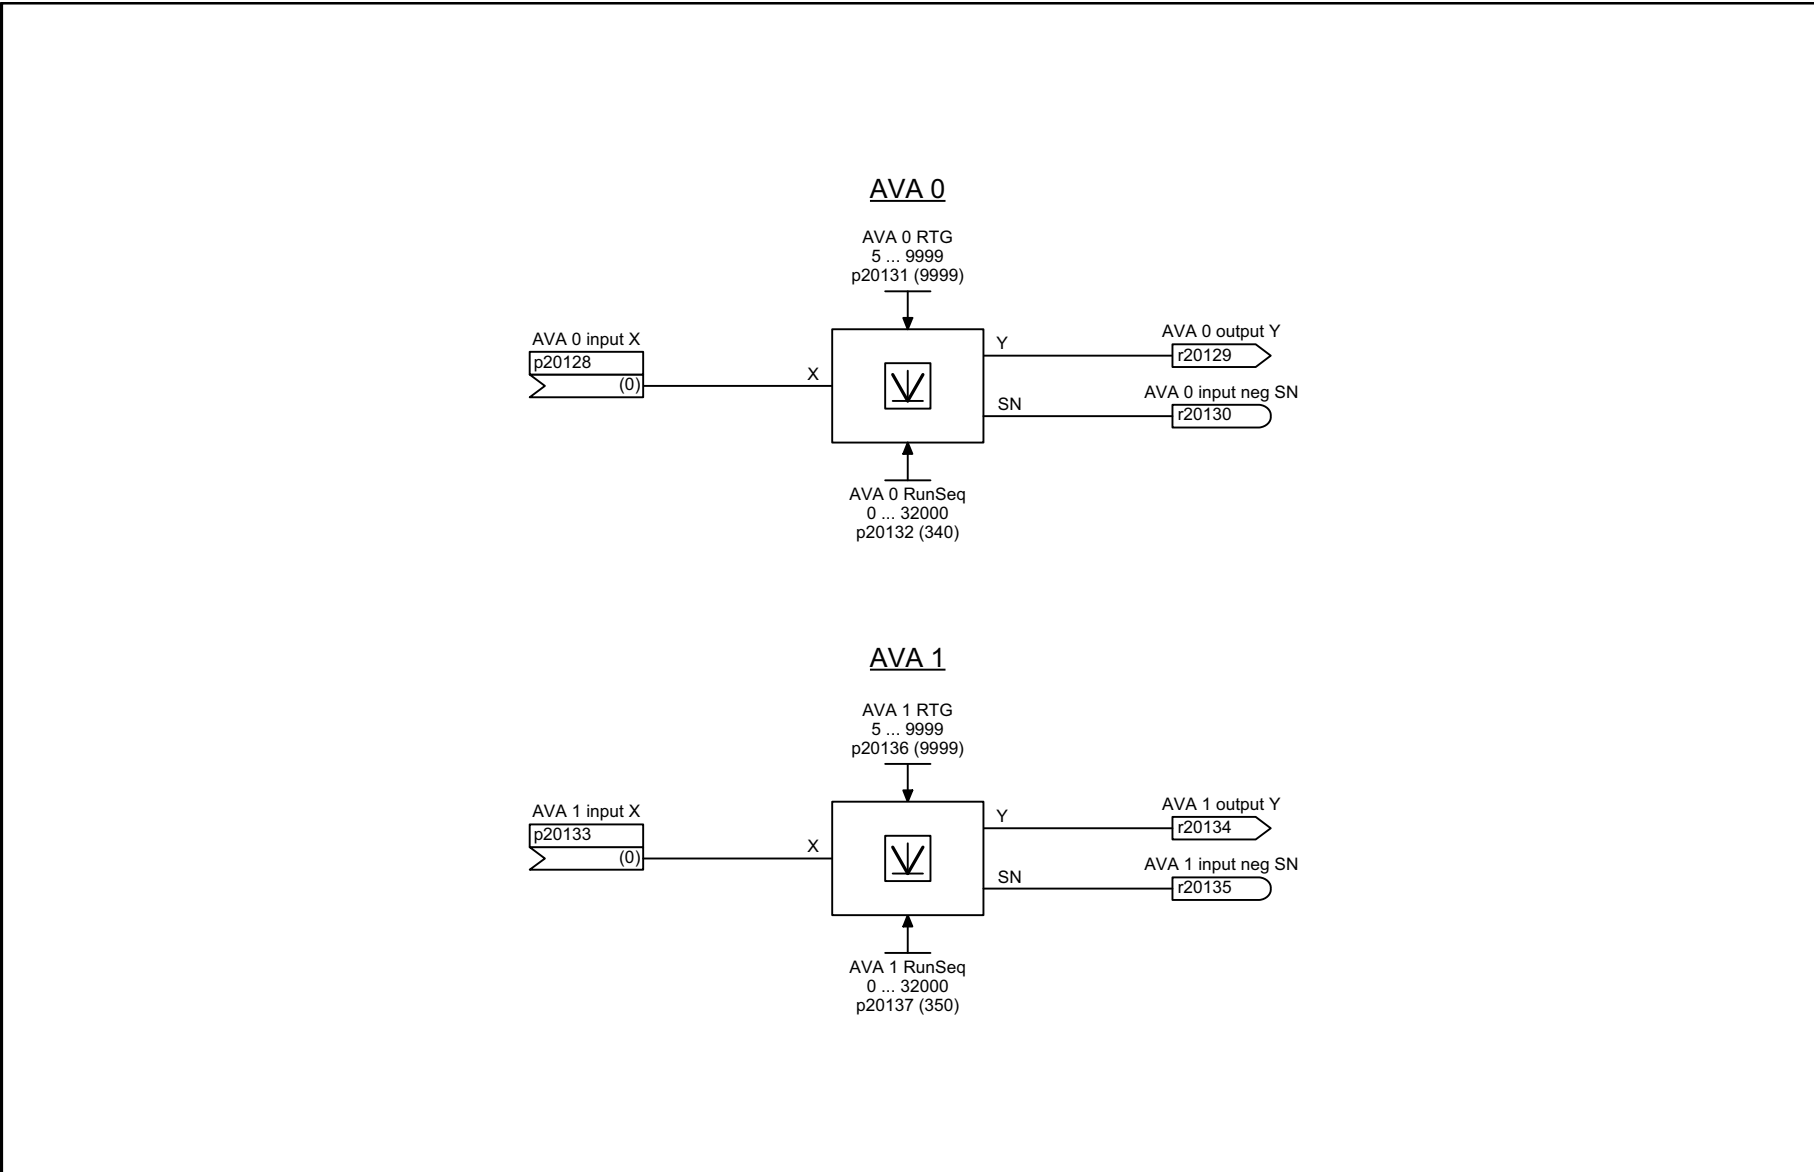 AVA 0
AVA 0 RTG
5 ... 9999
p20131 (9999)
AVA 0 input X
p20128
(0)
X
Y
AVA 0 output Y
r20129
SN
AVA 0 input neg SN
r20130
AVA 0 RunSeq
0 ... 32000
p20132 (340)
AVA 1
AVA 1 RTG
5 ... 9999
p20136 (9999)
AVA 1 input X
p20133
(0)
X
Y
AVA 1 output Y
r20134
SN
AVA 1 input neg SN
r20135
AVA 1 RunSeq
0 ... 32000
p20137 (350)